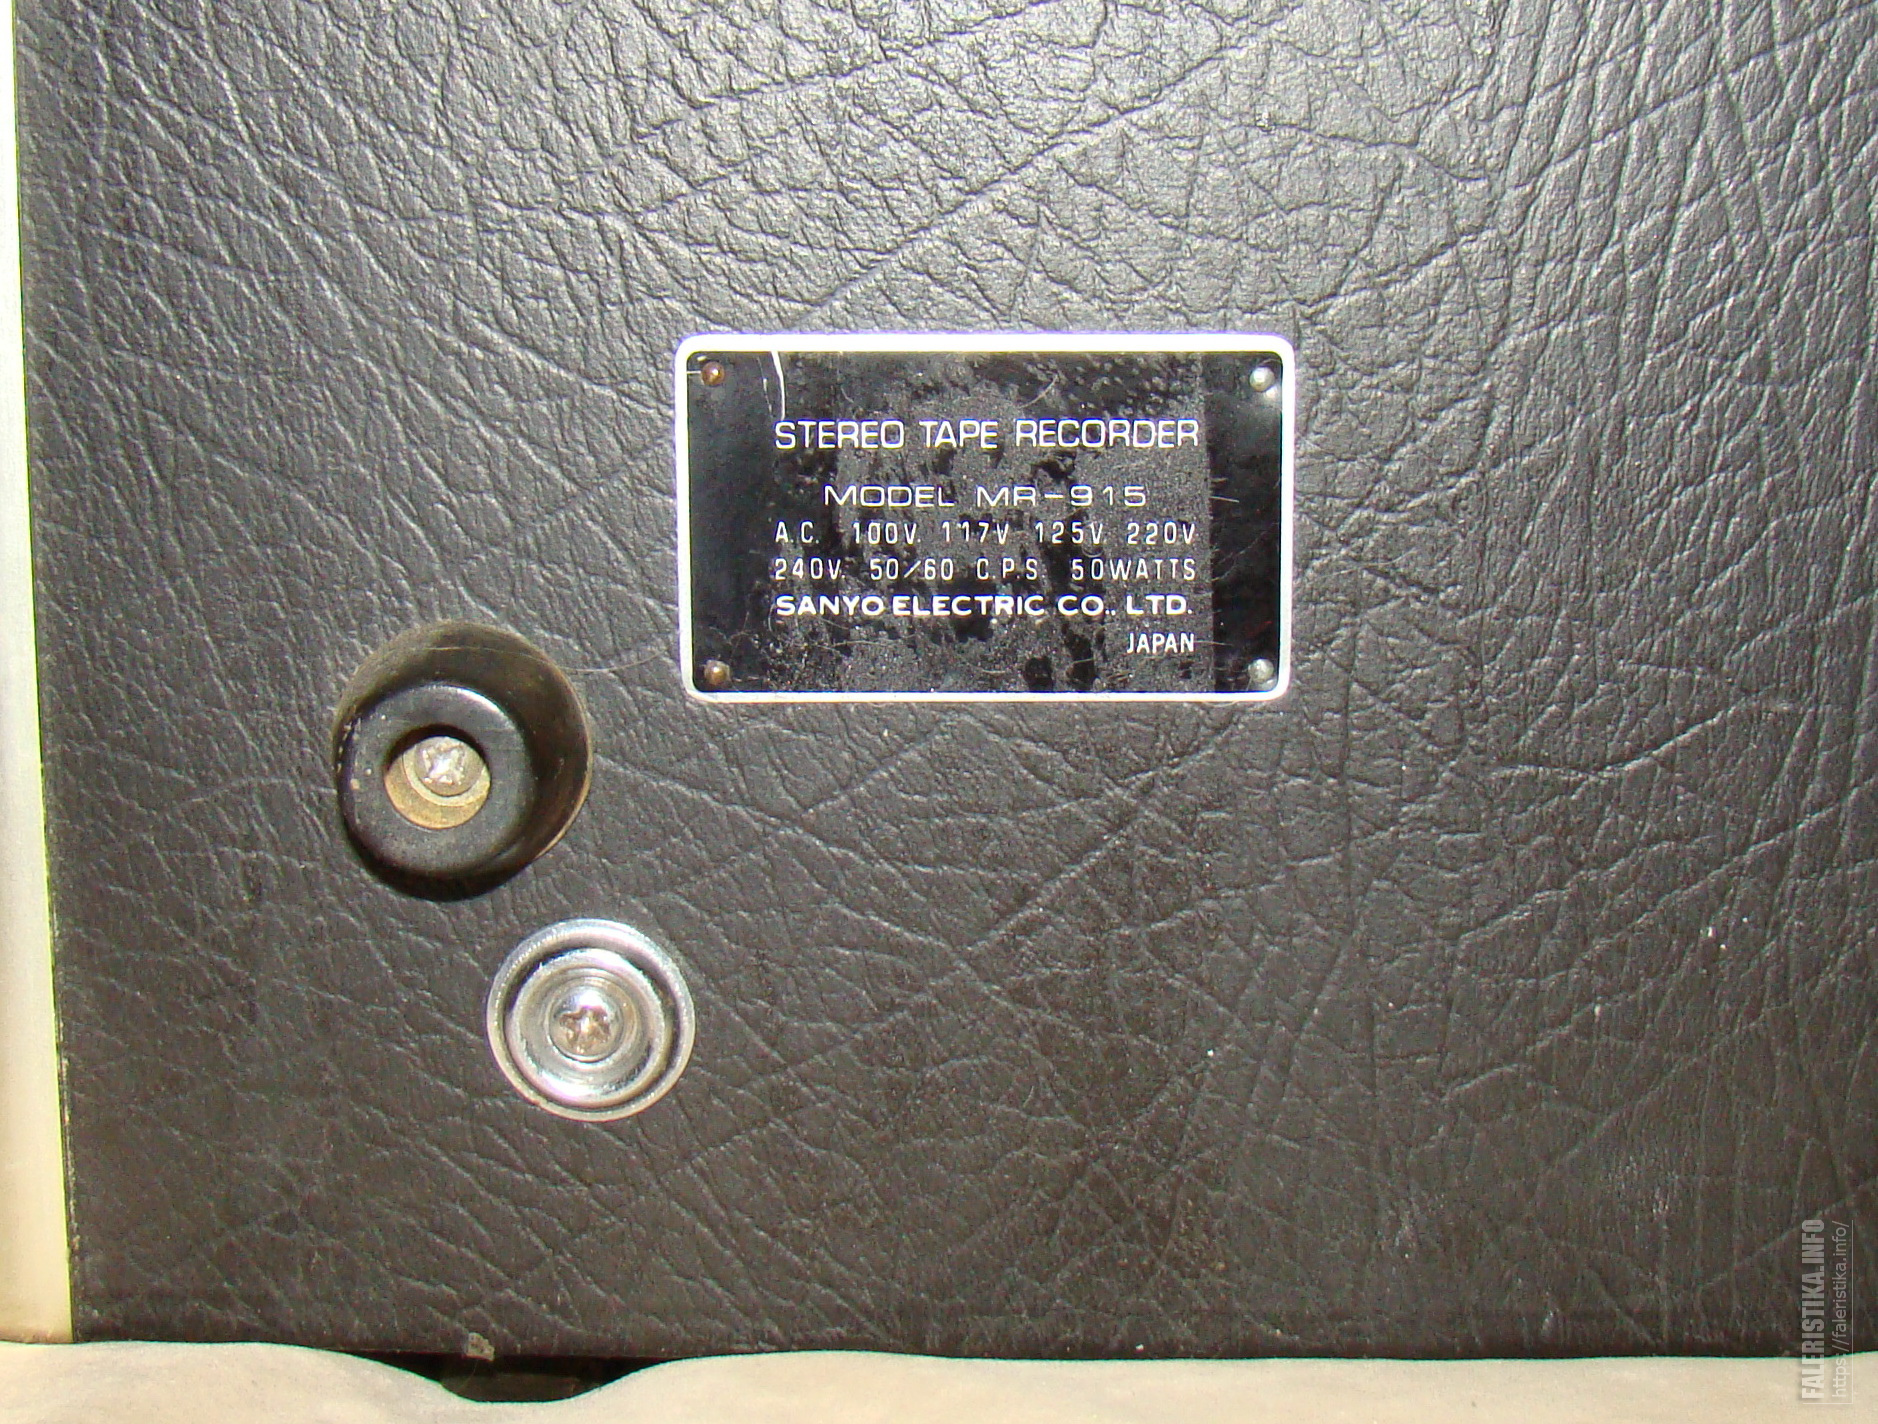 STEREO TAPE RECORDER
MODEL MR-915
A.C. 100V. 117V 125V. 220V
240V. 50/60 C.P.S 50WATTS
SANYO ELECTRIC CO., LTD.
JAPAN
FALERISTIKA.INFO
https://faleristika.info/